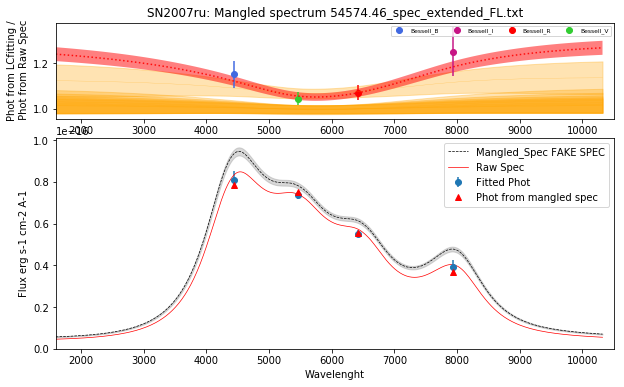 SN2007ru: Mangled spectrum 54574.46_spec_extended_FL.txt
Phot from LCfitting /
Phot from Raw Spec
1.2
1.0
Bessell_B
Bessell_I
Bessell_R
Bessell_V
2000 3000 4000 5000 6000 7000 8000 9000 10000
Flux erg s-1 cm-2 A-1
1.0
0.8
0.6
0.4
0.2
0.0
Mangled_Spec FAKE SPEC
Raw Spec
Fitted Phot
Phot from mangled spec
2000 3000 4000 5000 6000 7000 8000 9000 10000
Wavelenght